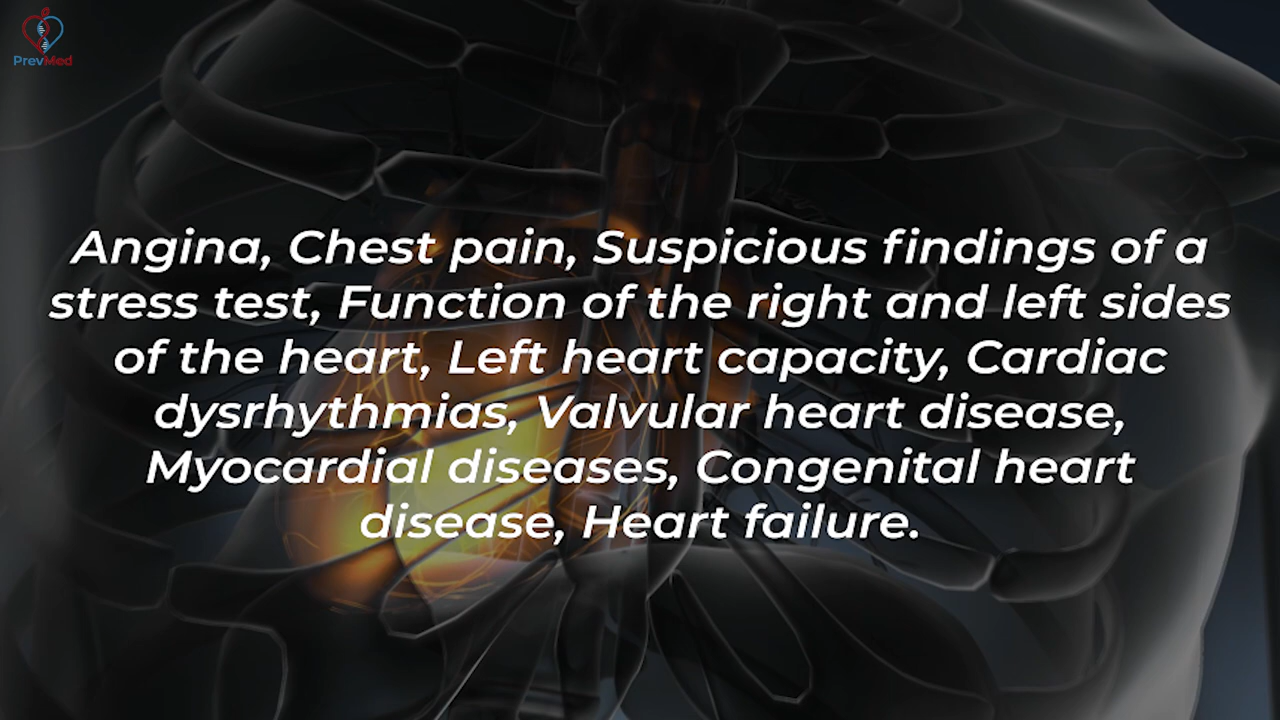 PrevMed
Angina, Chest pain, Suspicious findings of a
stress test, Function of the right and left sides
of the heart, Left heart capacity, Cardiac
dysrhythmias, Valvular heart disease,
Myocardial diseases, Congenital heart
disease, Heart failure.